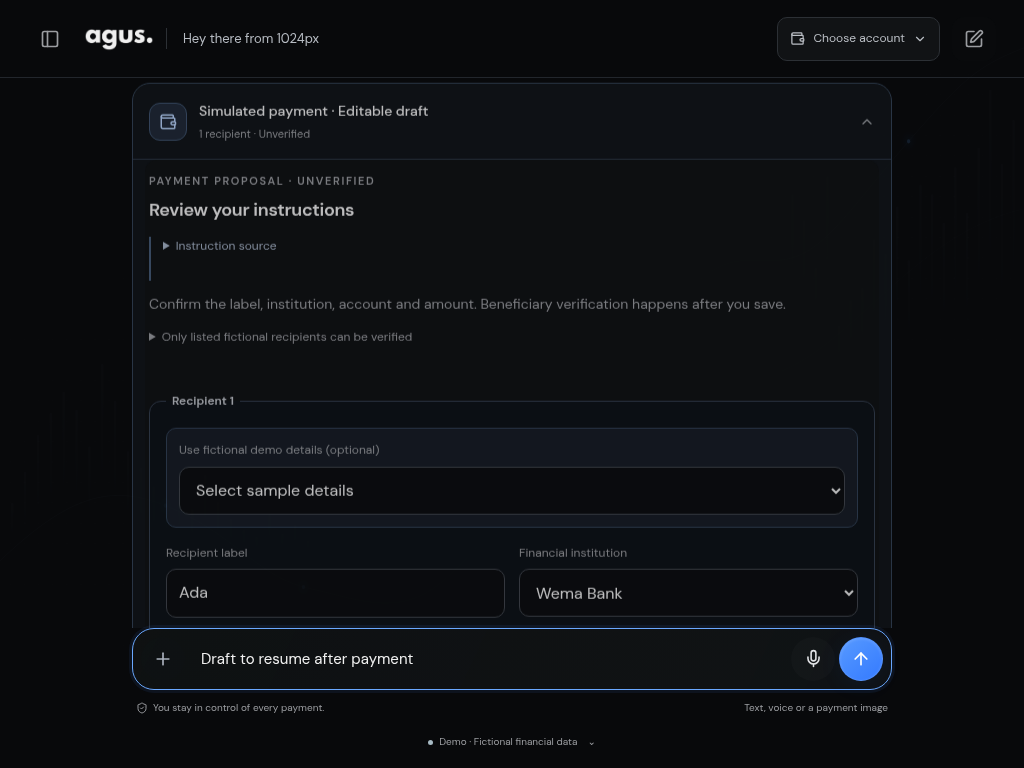 agus.
Hey there from 1024px
Choose account
Simulated payment · Editable draft
1 recipient · Unverified
PAYMENT PROPOSAL · UNVERIFIED
Review your instructions
Instruction source
Confirm the label, institution, account and amount. Beneficiary verification happens after you save.
Only listed fictional recipients can be verified
Recipient 1
Use fictional demo details (optional)
Select sample details
Recipient label
Financial institution
Ada
Wema Bank
Draft to resume after payment
You stay in control of every payment.
Text, voice or a payment image
Demo · Fictional financial data